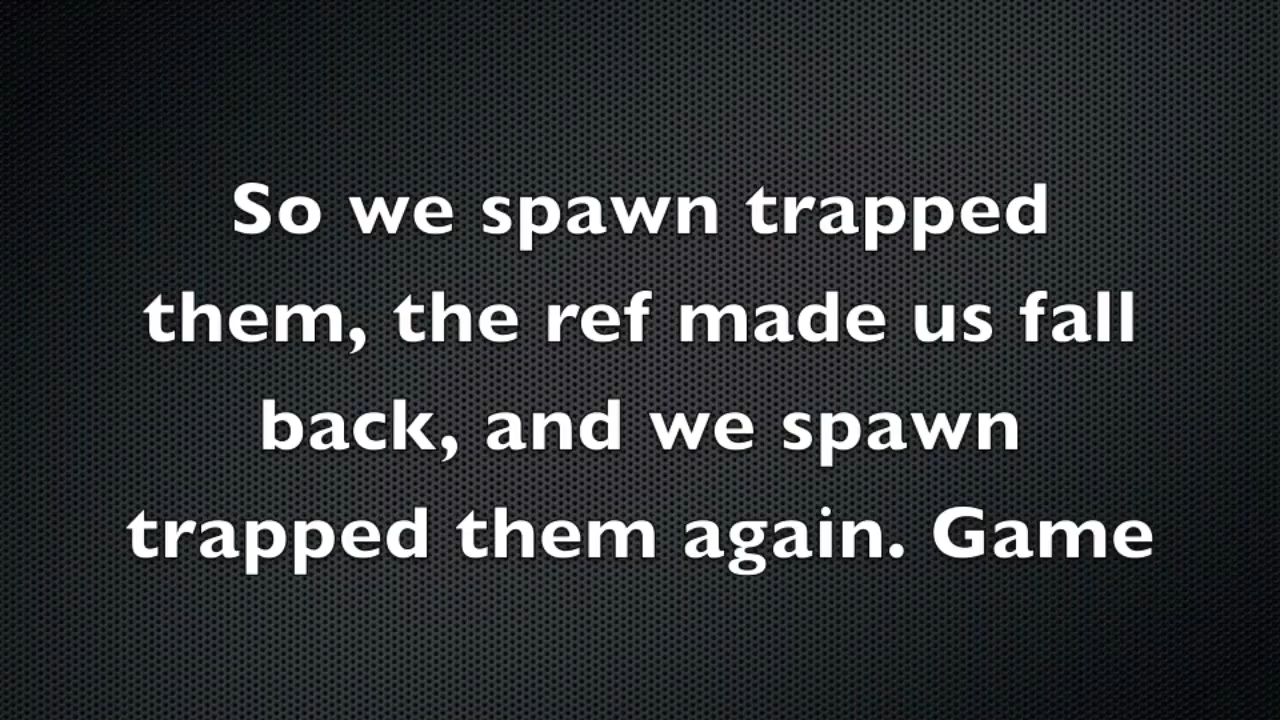 So we spawn trapped
them, the ref made us fall
back, and we spawn
trapped them again. Game